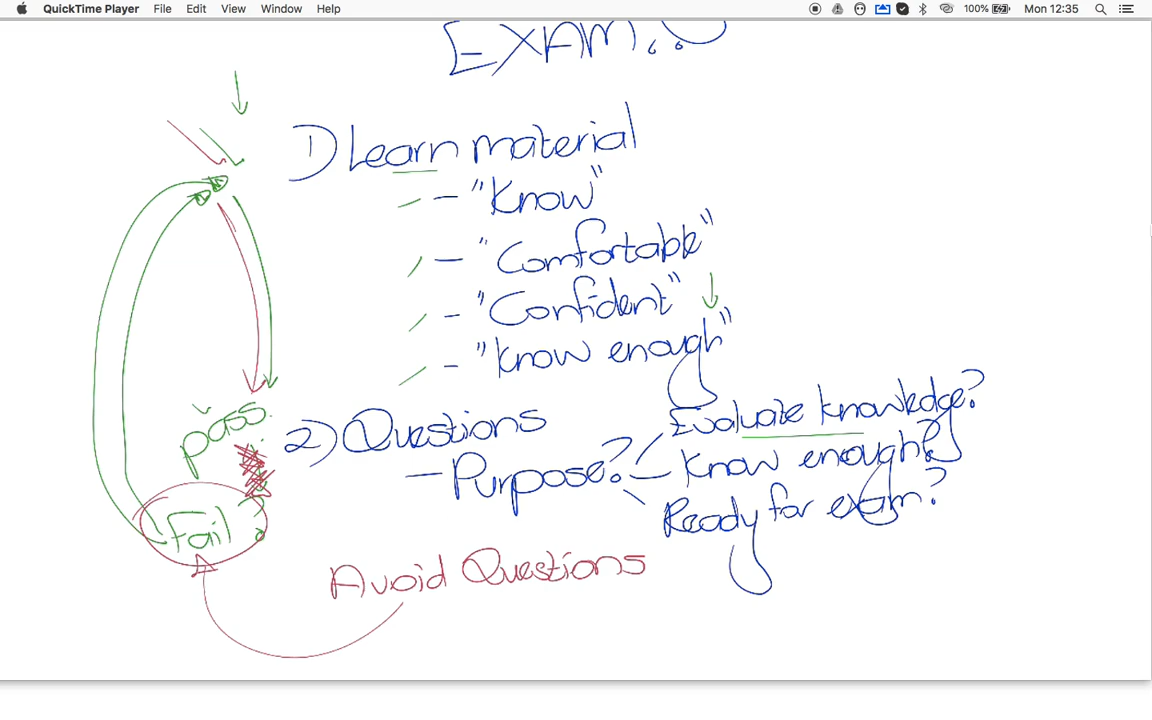 QuickTime Player File Edit View Window Help 100% Mon 12:35
EXAM..
1) Learn material
- "Know"
- "Comfortable"
- "Confident"
- "Know enough"
2) Questions
- Purpose?
Evaluate knowledge?
Know enough?
Ready for exam?
pass
fail
Avoid Questions